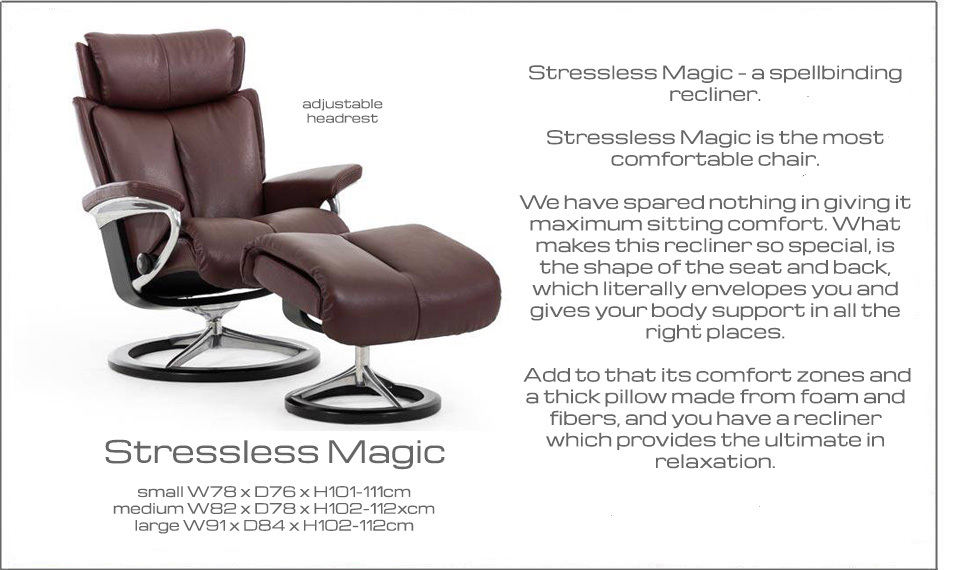 adjustable
headrest
Stressless Magic
small W78 x D76 x H101-111cm
medium W82 x D78 x H102-112xcm
large W91 x D84 x H102-112cm
Stressless Magic - a spellbinding
recliner.
Stressless Magic is the most
comfortable chair.
We have spared nothing in giving it
maximum sitting comfort. What
makes this recliner so special, is
the shape of the seat and back,
which literally envelopes you and
gives your body support in all the
right places.
Add to that its comfort zones and
a thick pillow made from foam and
fibers, and you have a recliner
which provides the ultimate in
relaxation.